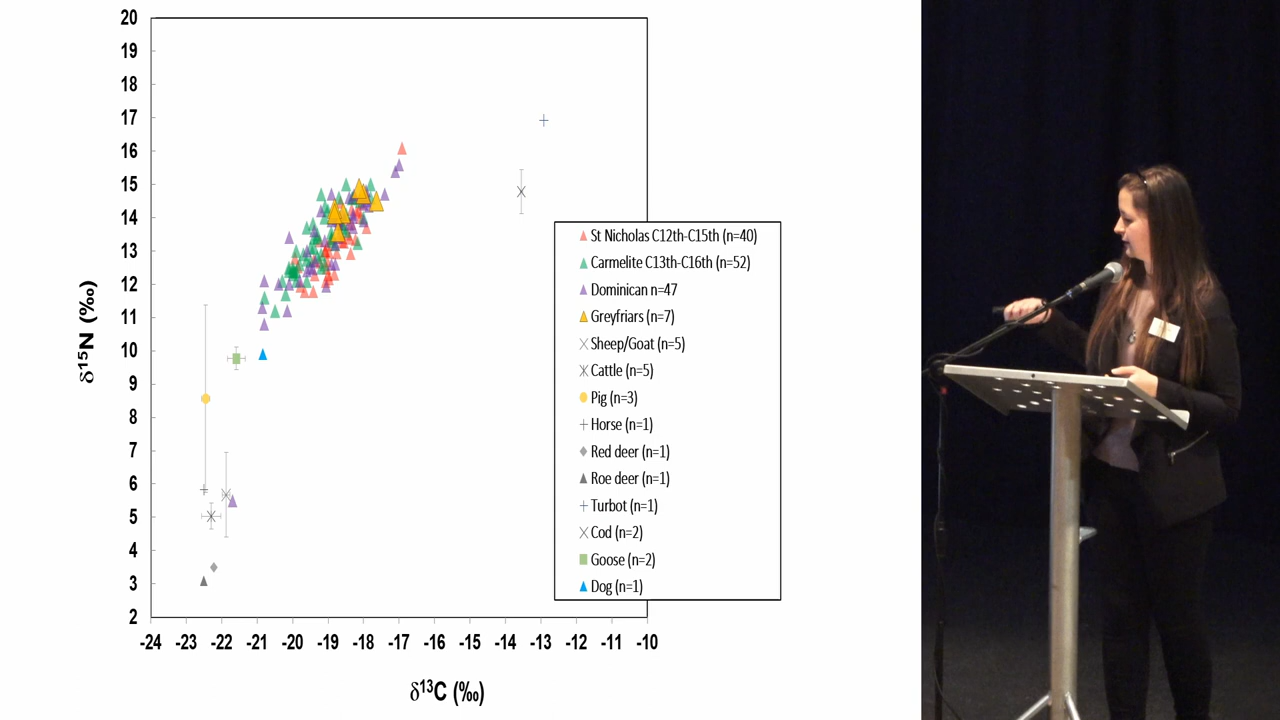 20
19
18
17
16
15
14
13
12
11
10
9
8
7
6
5
4
3
2
δ15N (‰)
-24 -23 -22 -21 -20 -19 -18 -17 -16 -15 -14 -13 -12 -11 -10
δ13C (‰)
St Nicholas C12th-C15th (n=40)
Carmelite C13th-C16th (n=52)
Dominican n=47
Greyfriars (n=7)
Sheep/Goat (n=5)
Cattle (n=5)
Pig (n=3)
Horse (n=1)
Red deer (n=1)
Roe deer (n=1)
Turbot (n=1)
Cod (n=2)
Goose (n=2)
Dog (n=1)